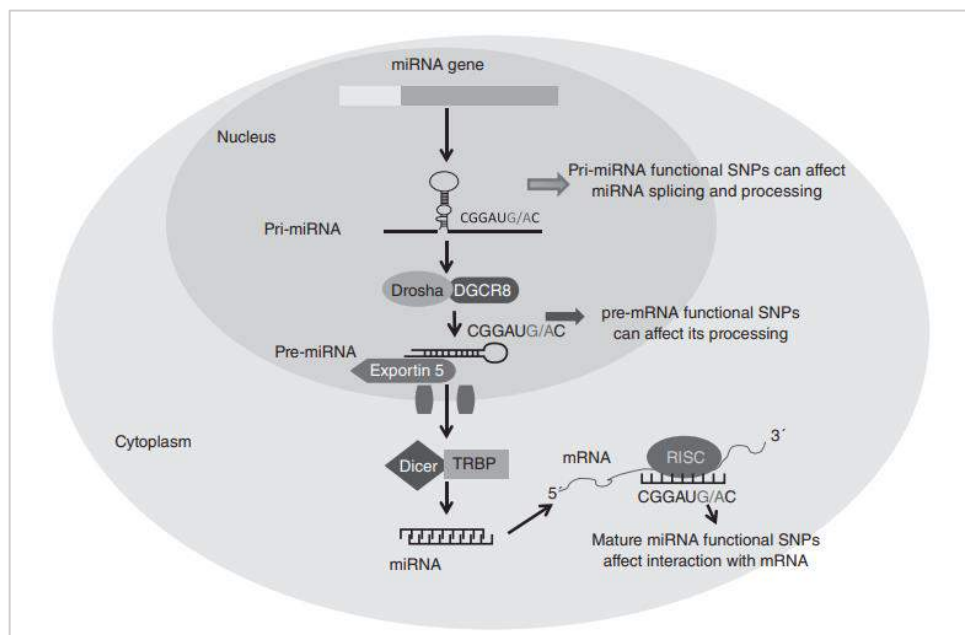 miRNA gene
Nucleus
Pri-miRNA functional SNPs can affect
miRNA splicing and processing
CGGAUG/AC
Pri-miRNA
Drosha
DGCR8
CGGAUG/AC
pre-mRNA functional SNPs
can affect its processing
Pre-miRNA
Exportin 5
Cytoplasm
Dicer
TRBP
mRNA
RISC
3´
5´
CGGAUG/AC
miRNA
Mature miRNA functional SNPs
affect interaction with mRNA